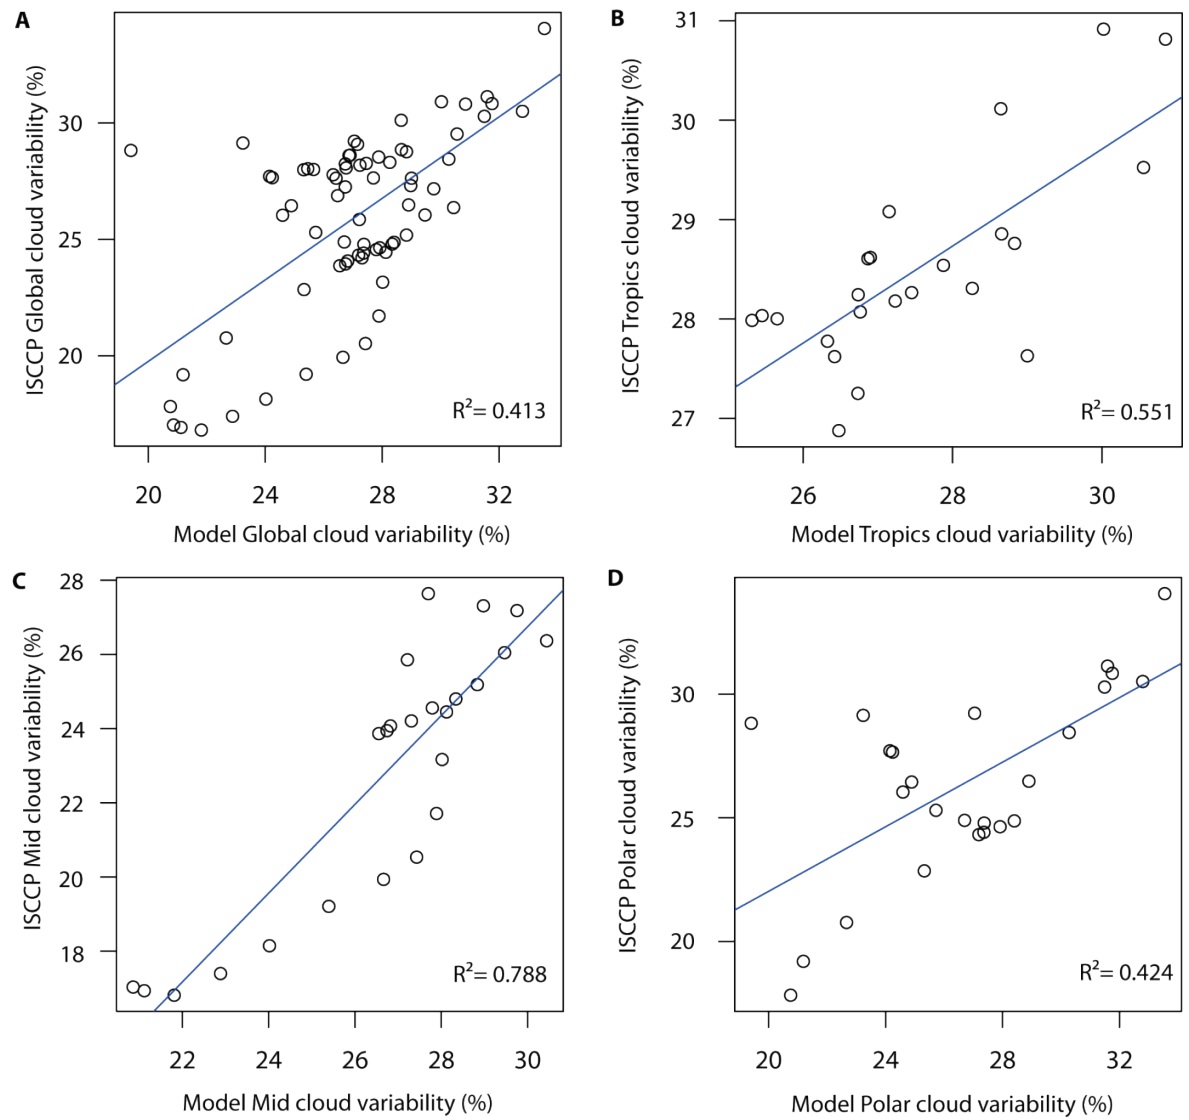 A
ISCCP Global cloud variability (%)
30
25
20
R²= 0.413
20 24 28 32
Model Global cloud variability (%)
B
ISCCP Tropics cloud variability (%)
31
30
29
28
27
R²= 0.551
26 28 30
Model Tropics cloud variability (%)
C
ISCCP Mid cloud variability (%)
28
26
24
22
20
18
R²= 0.788
22 24 26 28 30
Model Mid cloud variability (%)
D
ISCCP Polar cloud variability (%)
30
25
20
R²= 0.424
20 24 28 32
Model Polar cloud variability (%)